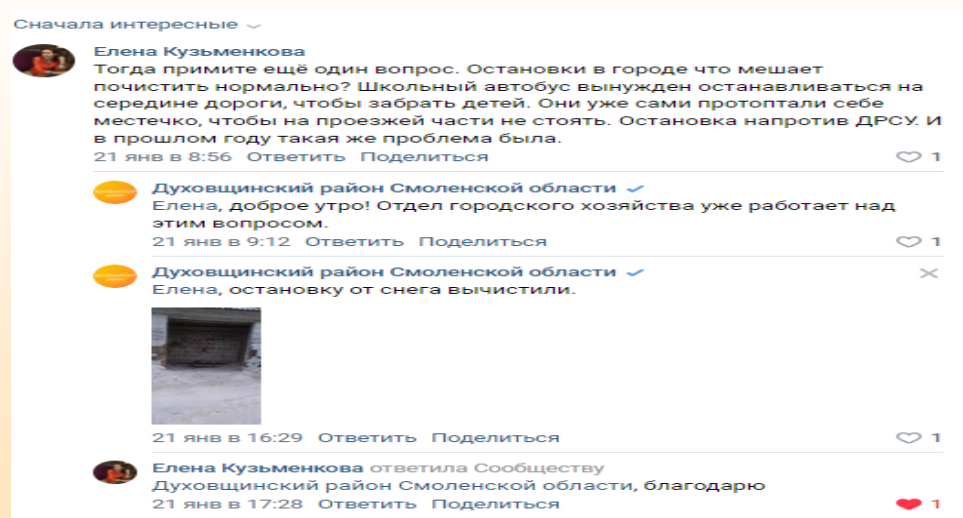 Сначала интересные
Елена Кузьменкова
Тогда примите ещё один вопрос. Остановки в городе что мешает
почистить нормально? Школьный автобус вынужден останавливаться на
середине дороги, чтобы забрать детей. Они уже сами протоптали себе
местечко, чтобы на проезжей части не стоять. Остановка напротив ДРСУ. И
в прошлом году такая же проблема была.
21 янв в 8:56 Ответить Поделиться 1
Духовщинский район Смоленской области
Елена, доброе утро! Отдел городского хозяйства уже работает над
этим вопросом.
21 янв в 9:12 Ответить Поделиться 1
Духовщинский район Смоленской области
Елена, остановку от снега вычистили.
21 янв в 16:29 Ответить Поделиться 1
Елена Кузьменкова ответила Сообществу
Духовщинский район Смоленской области, благодарю
21 янв в 17:28 Ответить Поделиться 1